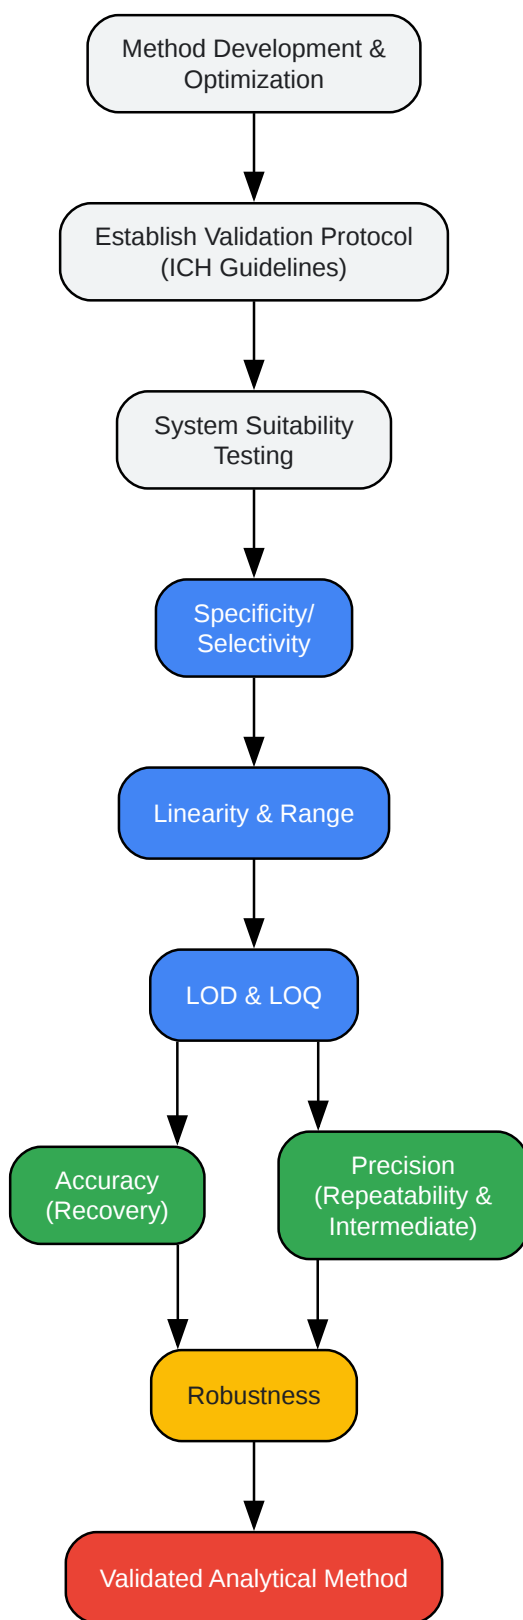 Method Development &
Optimization
Establish Validation Protocol
(ICH Guidelines)
System Suitability
Testing
Specificity/
Selectivity
Linearity & Range
LOD & LOQ
Accuracy
(Recovery)
Precision
(Repeatability &
Intermediate)
Robustness
Validated Analytical Method